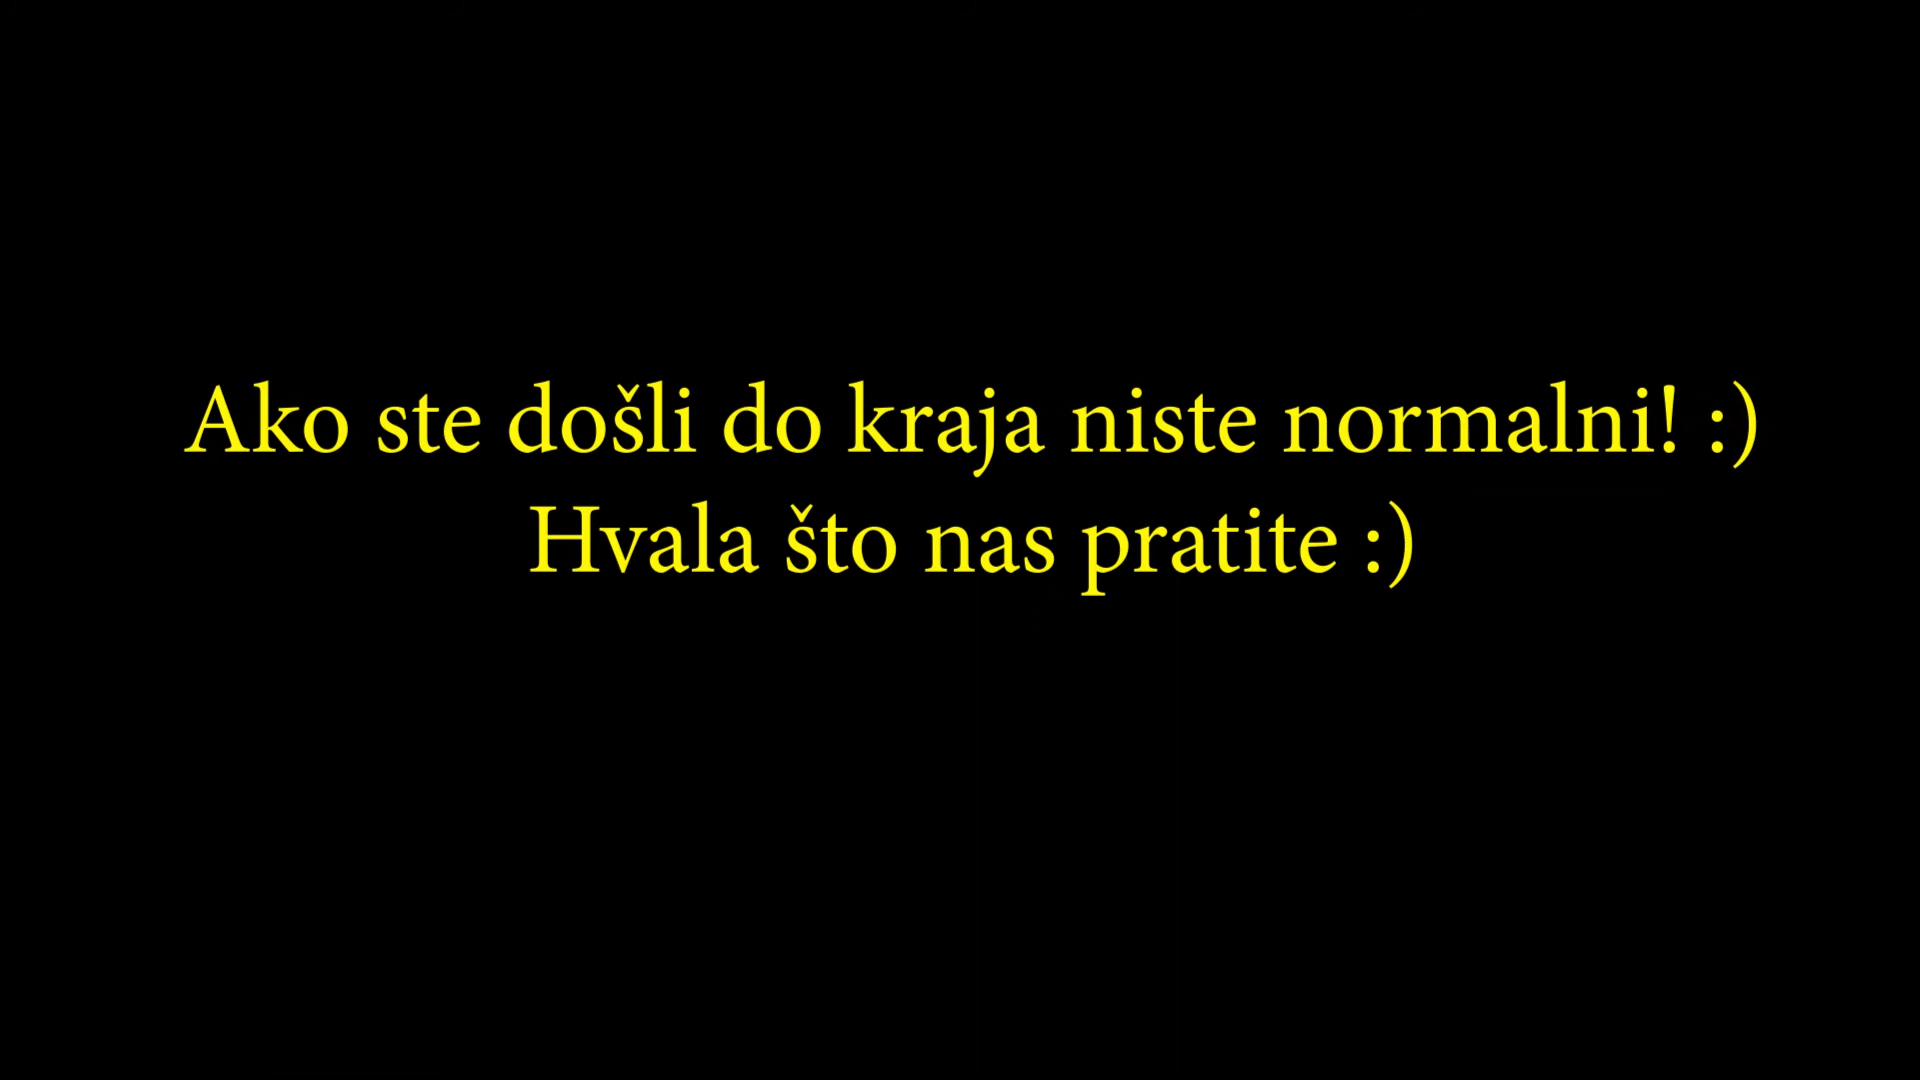 Ako ste došli do kraja niste normalni! :)
Hvala što nas pratite :)